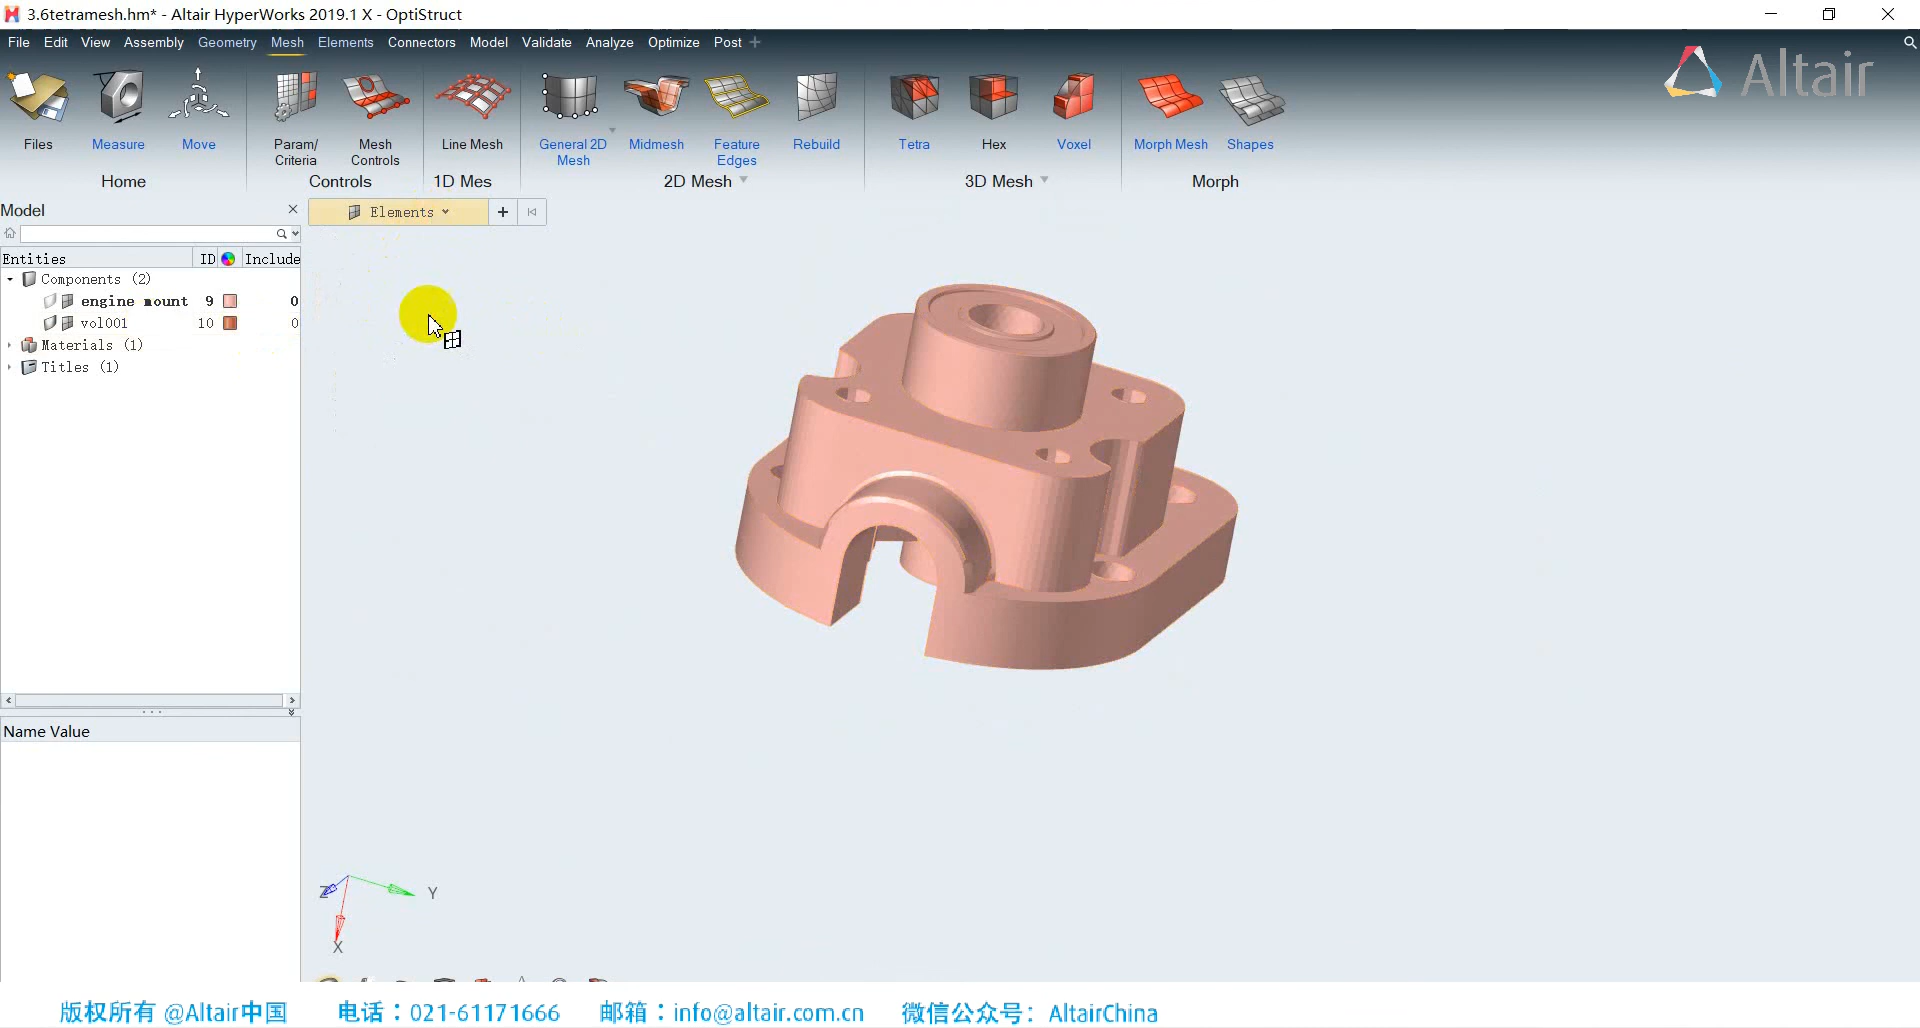 3.6tetramesh.hm* - Altair HyperWorks 2019.1 X - OptiStruct
File Edit View Assembly Geometry Mesh Elements Connectors Model Validate Analyze Optimize Post
Altair
Files Measure Move Param/ Criteria Mesh Controls Line Mesh General 2D Mesh Midmesh Feature Edges Rebuild Tetra Hex Voxel Morph Mesh Shapes
Home Controls 1D Mes 2D Mesh 3D Mesh Morph
Model
Elements
Entities ID Include
Components (2)
engine mount 9 0
vol001 10 0
Materials (1)
Titles (1)
Name Value
Z Y
X
版权所有 @Altair中国 电话：021-61171666 邮箱：info@altair.com.cn 微信公众号：AltairChina